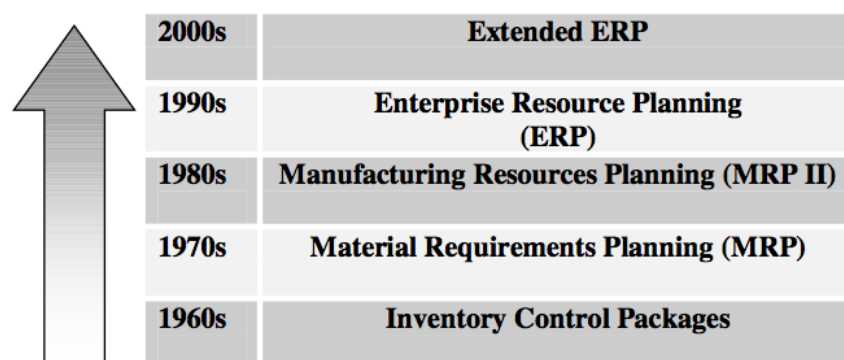 2000s Extended ERP
1990s Enterprise Resource Planning
(ERP)
1980s Manufacturing Resources Planning (MRP II)
1970s Material Requirements Planning (MRP)
1960s Inventory Control Packages